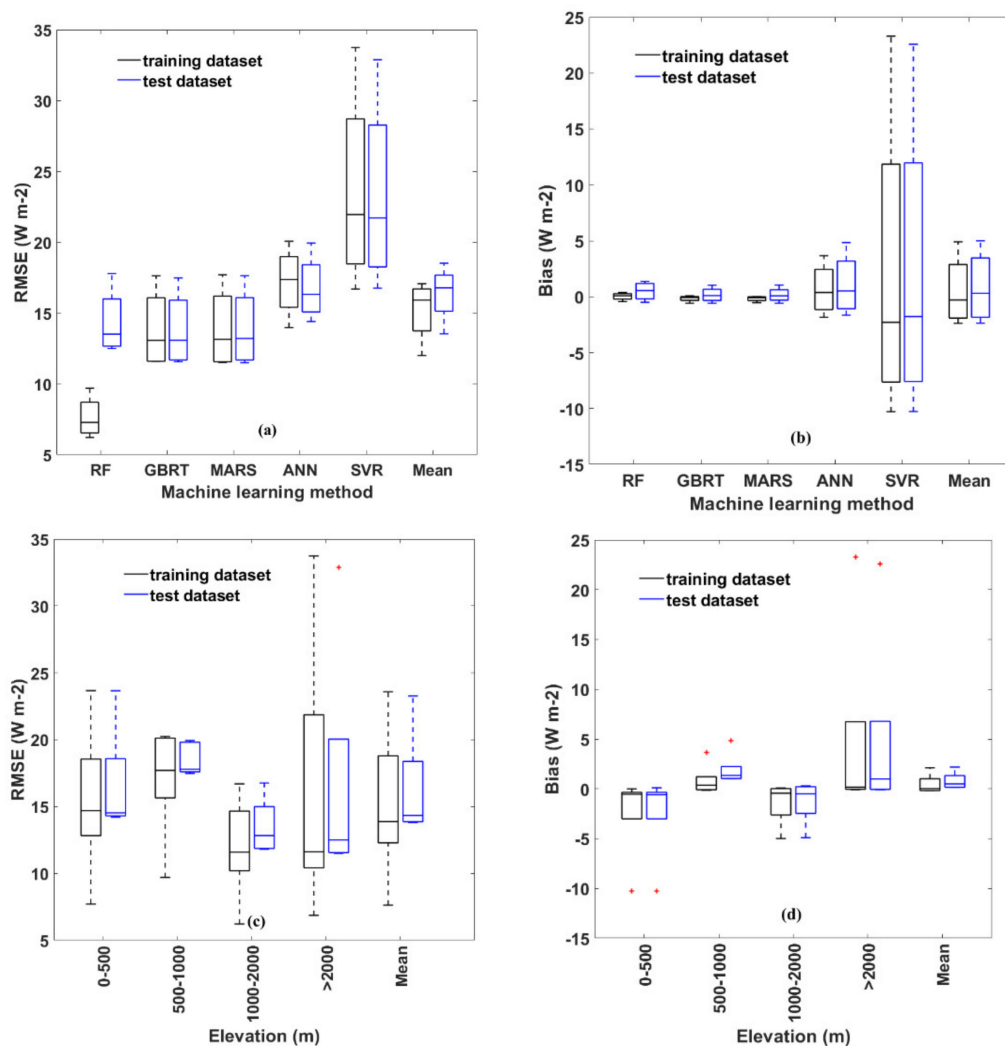 35
30
25
20
15
10
5
RMSE (W m-2)
training dataset
test dataset
(a)
RF GBRT MARS ANN SVR Mean
Machine learning method
25
20
15
10
5
0
-5
-10
-15
Bias (W m-2)
training dataset
test dataset
(b)
RF GBRT MARS ANN SVR Mean
Machine learning method
35
30
25
20
15
10
5
RMSE (W m-2)
training dataset
test dataset
(c)
0-500
500-1000
1000-2000
>2000
Mean
Elevation (m)
25
20
15
10
5
0
-5
-10
-15
Bias (W m-2)
training dataset
test dataset
(d)
0-500
500-1000
1000-2000
>2000
Mean
Elevation (m)